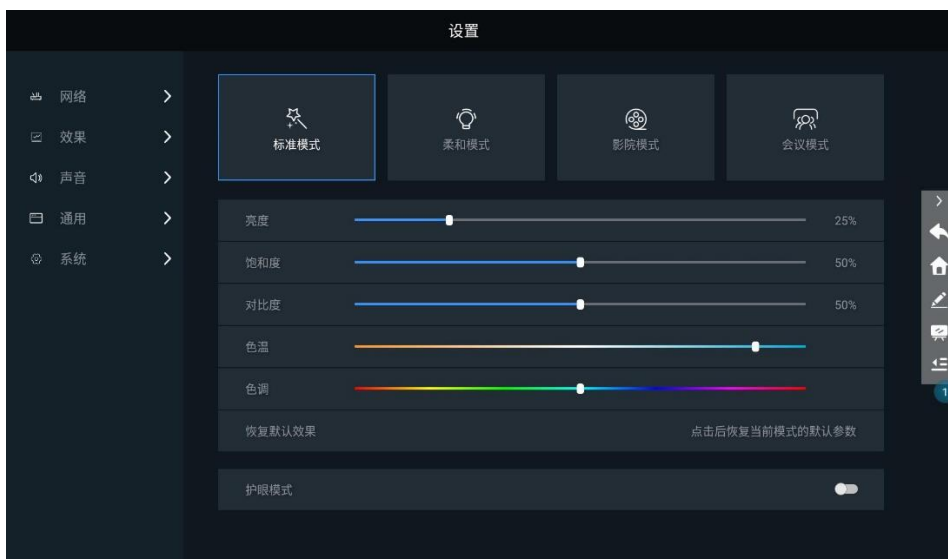 设置
网络
效果
声音
通用
系统
标准模式
柔和模式
影院模式
会议模式
亮度 25%
饱和度 50%
对比度 50%
色温
色调
恢复默认效果 点击后恢复当前模式的默认参数
护眼模式
1